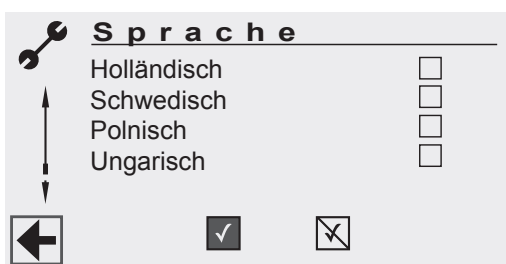 Sprache
Holländisch
Schwedisch
Polnisch
Ungarisch